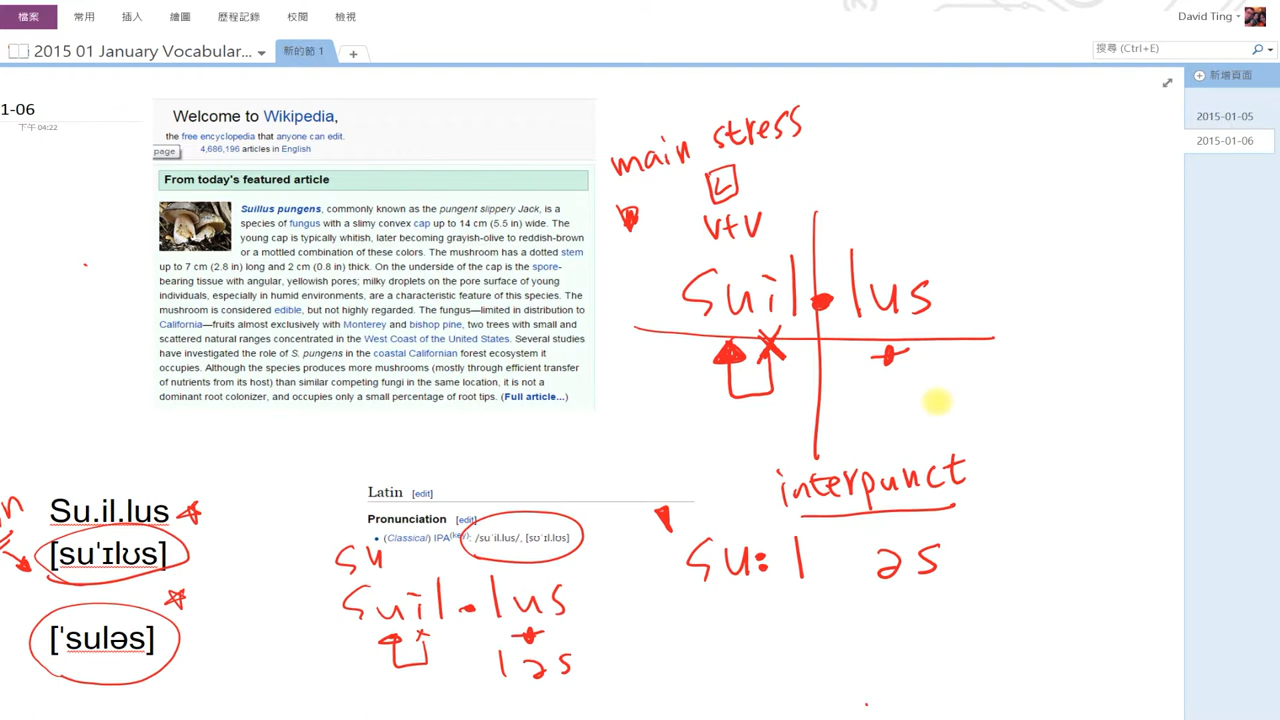 檔案 常用 插入 繪圖 歷程記錄 校閱 檢視
David Ting
2015 01 January Vocabular...
新的節 1
搜尋 (Ctrl+E)
新增頁面
2015-01-05
2015-01-06
1-06
下午 04:22
Welcome to Wikipedia,
the free encyclopedia that anyone can edit.
page
4,686,196 articles in English
From today's featured article
Suillus pungens, commonly known as the pungent slippery Jack, is a
species of fungus with a slimy convex cap up to 14 cm (5.5 in) wide. The
young cap is typically whitish, later becoming grayish-olive to reddish-brown
or a mottled combination of these colors. The mushroom has a dotted stem
up to 7 cm (2.8 in) long and 2 cm (0.8 in) thick. On the underside of the cap is the spore-
bearing tissue with angular, yellowish pores; milky droplets on the pore surface of young
individuals, especially in humid environments, are a characteristic feature of this species. The
mushroom is considered edible, but not highly regarded. The fungus—limited in distribution to
California—fruits almost exclusively with Monterey and bishop pine, two trees with small and
scattered natural ranges concentrated in the West Coast of the United States. Several studies
have investigated the role of S. pungens in the coastal Californian forest ecosystem it
occupies. Although the species produces more mushrooms (mostly through efficient transfer
of nutrients from its host) than similar competing fungi in the same location, it is not a
dominant root colonizer, and occupies only a small percentage of root tips. (Full article...)
main stress
V+V
Suil·lus
interpunct
su:l əs
Latin [edit]
Pronunciation [edit]
• (Classical) IPA(key): /suˈil.lus/, [sʊˈɪl.lʊs]
su
suil·lus
ləs
Su.il.lus
[suˈɪlʊs]
[ˈsuləs]